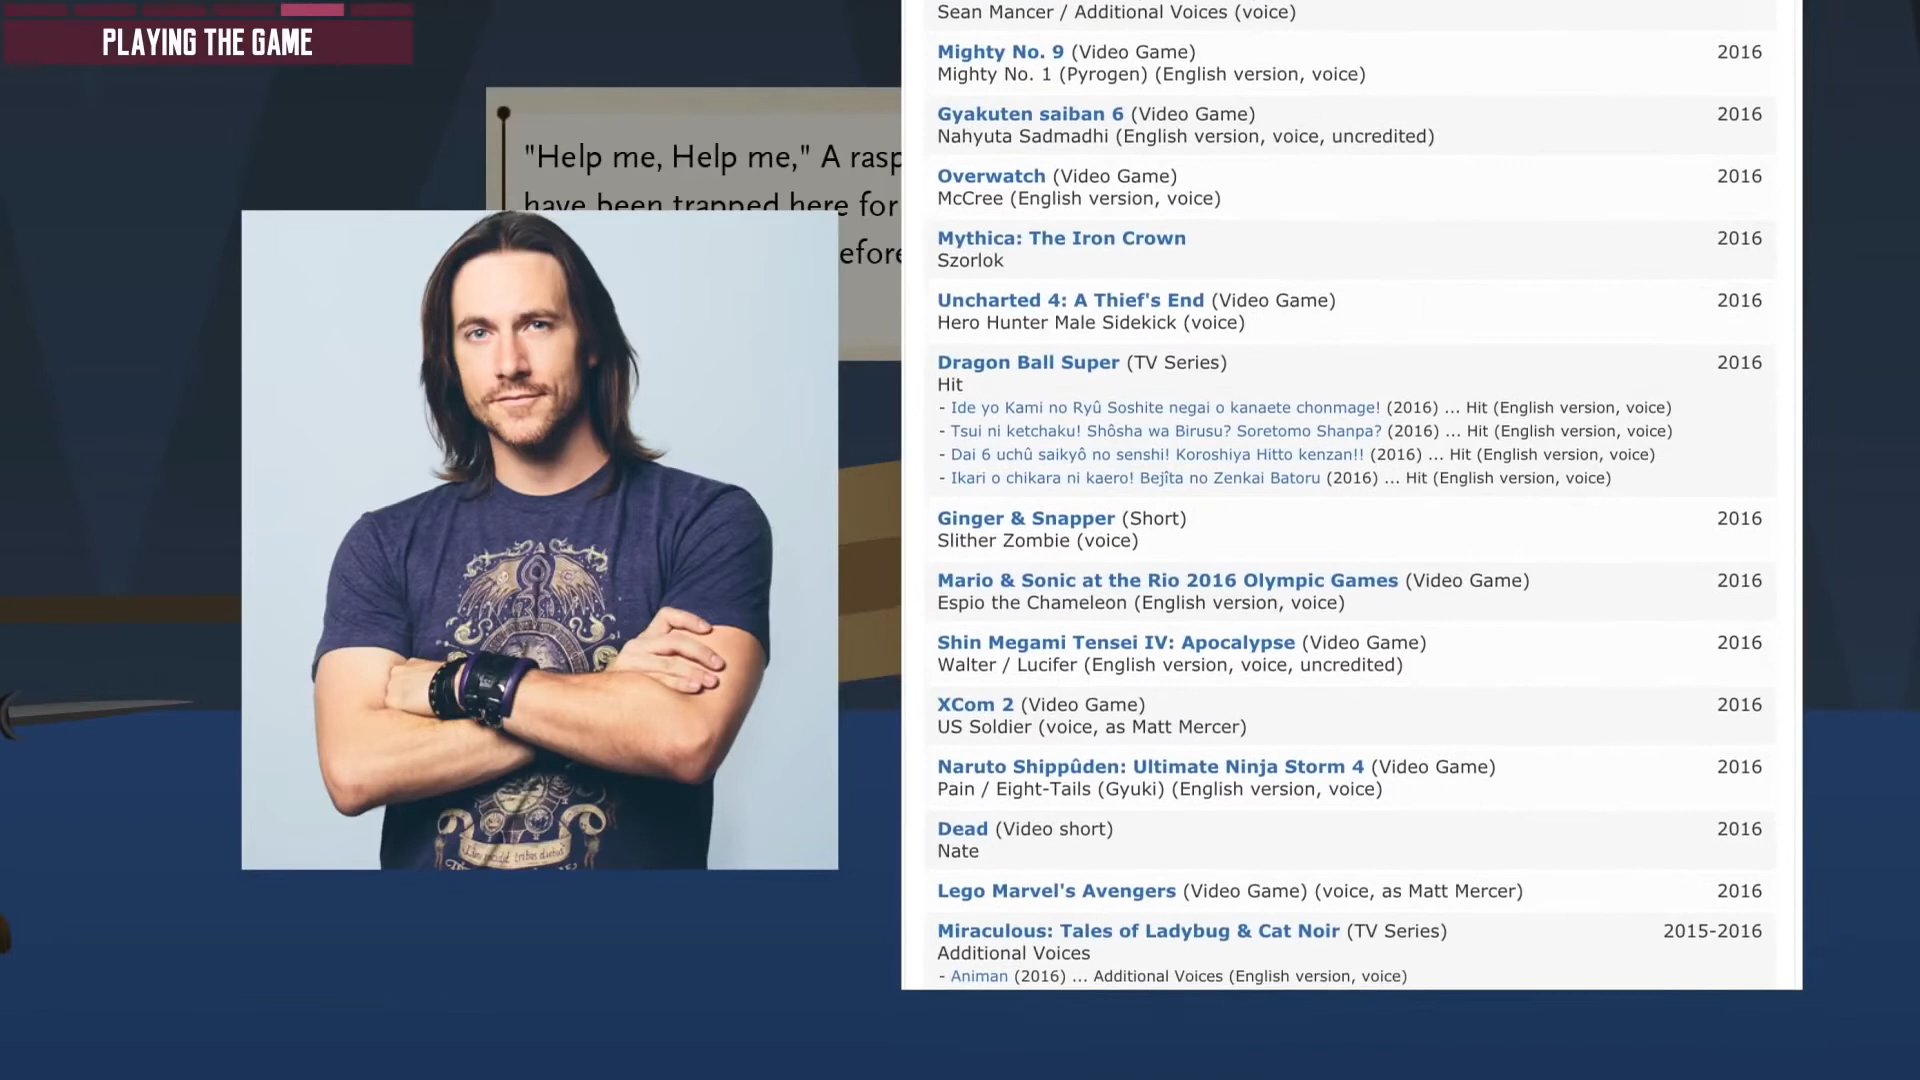 PLAYING THE GAME
"Help me, Help me," A rasp
have been trapped here for
efore
Sean Mancer / Additional Voices (voice)
Mighty No. 9 (Video Game) 2016
Mighty No. 1 (Pyrogen) (English version, voice)
Gyakuten saiban 6 (Video Game) 2016
Nahyuta Sadmadhi (English version, voice, uncredited)
Overwatch (Video Game) 2016
McCree (English version, voice)
Mythica: The Iron Crown 2016
Szorlok
Uncharted 4: A Thief's End (Video Game) 2016
Hero Hunter Male Sidekick (voice)
Dragon Ball Super (TV Series) 2016
Hit
- Ide yo Kami no Ryû Soshite negai o kanaete chonmage! (2016) ... Hit (English version, voice)
- Tsui ni ketchaku! Shôsha wa Birusu? Soretomo Shanpa? (2016) ... Hit (English version, voice)
- Dai 6 uchû saikyô no senshi! Koroshiya Hitto kenzan!! (2016) ... Hit (English version, voice)
- Ikari o chikara ni kaero! Bejîta no Zenkai Batoru (2016) ... Hit (English version, voice)
Ginger & Snapper (Short) 2016
Slither Zombie (voice)
Mario & Sonic at the Rio 2016 Olympic Games (Video Game) 2016
Espio the Chameleon (English version, voice)
Shin Megami Tensei IV: Apocalypse (Video Game) 2016
Walter / Lucifer (English version, voice, uncredited)
XCom 2 (Video Game) 2016
US Soldier (voice, as Matt Mercer)
Naruto Shippûden: Ultimate Ninja Storm 4 (Video Game) 2016
Pain / Eight-Tails (Gyuki) (English version, voice)
Dead (Video short) 2016
Nate
Lego Marvel's Avengers (Video Game) (voice, as Matt Mercer) 2016
Miraculous: Tales of Ladybug & Cat Noir (TV Series) 2015-2016
Additional Voices
- Animan (2016) ... Additional Voices (English version, voice)